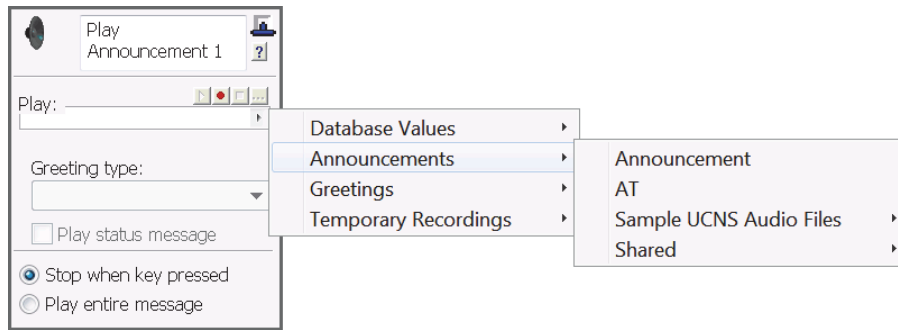 Play
Announcement 1
?
Play:
...
Greeting type:
Play status message
Stop when key pressed
Play entire message
Database Values
Announcements
Greetings
Temporary Recordings
Announcement
AT
Sample UCNS Audio Files
Shared